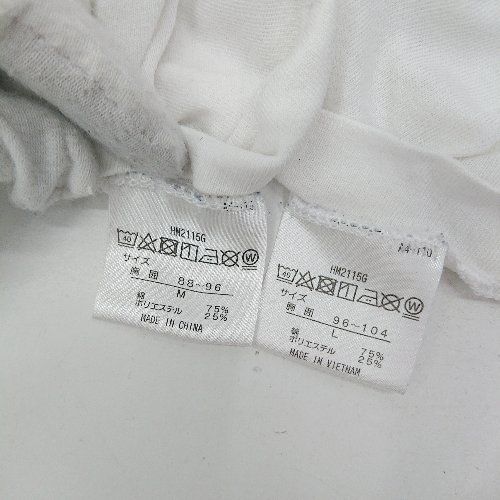 HM2115G
40
サイズ
胸囲 88~96
M
綿 75%
ポリエステル 25%
MADE IN CHINA
HM2115G
40
サイズ
胸囲 96~104
L
綿 75%
ポリエステル 25%
MADE IN VIETNAM